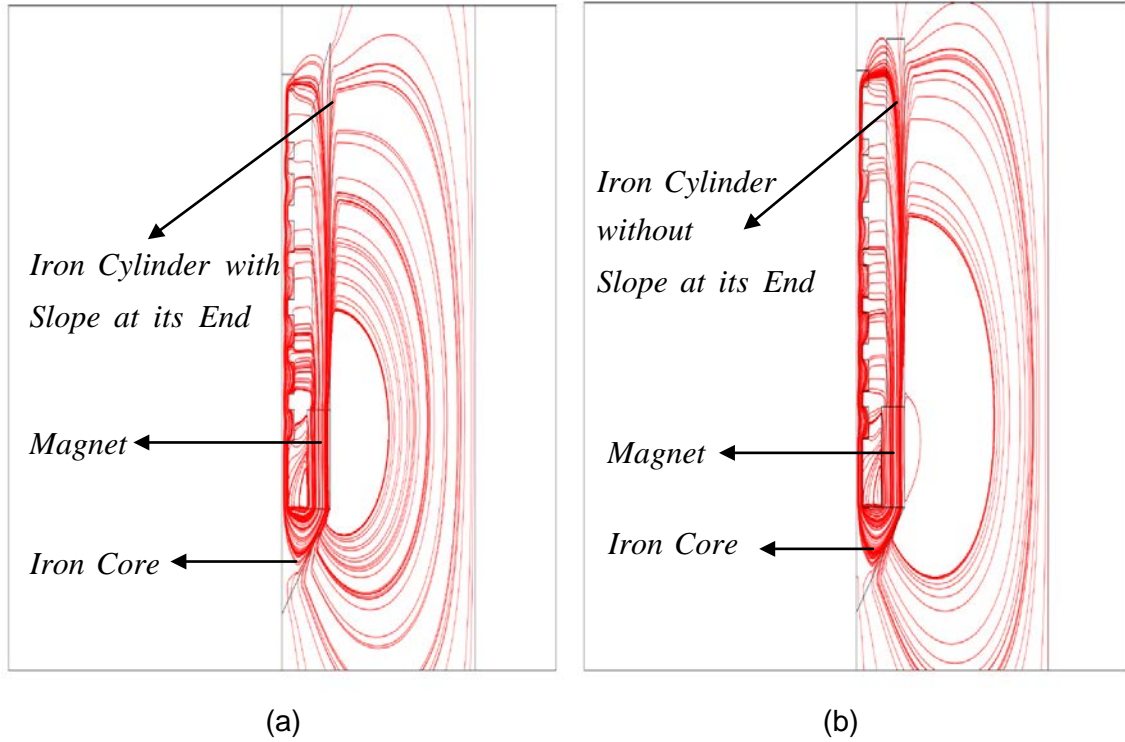 Iron Cylinder with
Slope at its End
Magnet
Iron Core
(a)
Iron Cylinder
without
Slope at its End
Magnet
Iron Core
(b)